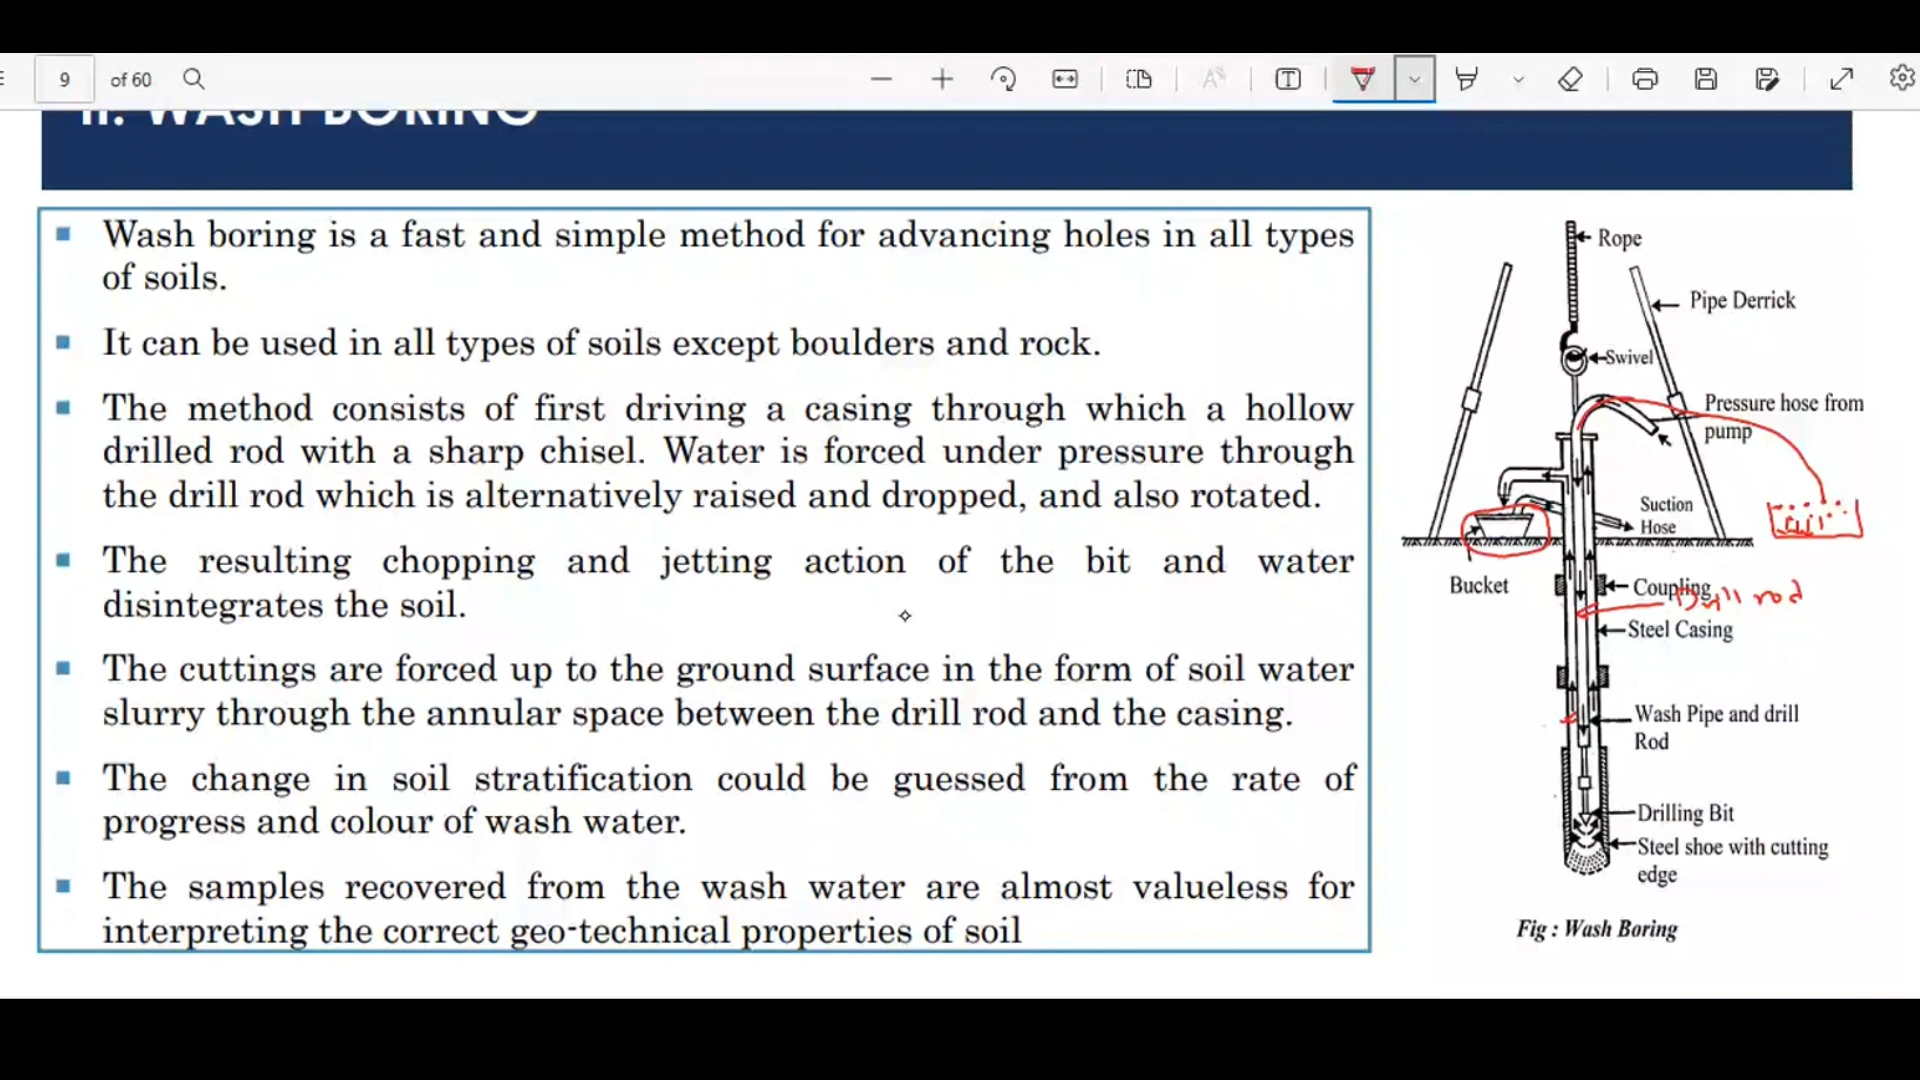 9 of 60
II. WASH BORING
Wash boring is a fast and simple method for advancing holes in all types
of soils.
It can be used in all types of soils except boulders and rock.
The method consists of first driving a casing through which a hollow
drilled rod with a sharp chisel. Water is forced under pressure through
the drill rod which is alternatively raised and dropped, and also rotated.
The resulting chopping and jetting action of the bit and water
disintegrates the soil.
The cuttings are forced up to the ground surface in the form of soil water
slurry through the annular space between the drill rod and the casing.
The change in soil stratification could be guessed from the rate of
progress and colour of wash water.
The samples recovered from the wash water are almost valueless for
interpreting the correct geo-technical properties of soil
Rope
Pipe Derrick
Swivel
Pressure hose from
pump
Suction
Hose
Bucket
Coupling
Drill rod
Steel Casing
Wash Pipe and drill
Rod
Drilling Bit
Steel shoe with cutting
edge
Fig : Wash Boring